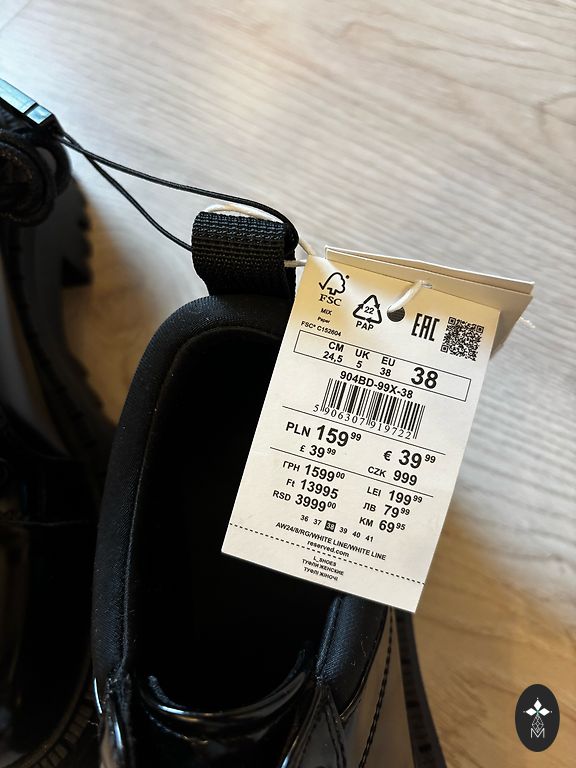 FSC
MIX
Paper
FSC® C152604
22
PAP
EAC
CM UK EU
24,5 5 38 38
904BD-99X-38
5 906307 919722
PLN 159 99 € 39 99
£ 39 99 CZK 999
ГРН 1599 00 LEI 199 99
Ft 13995 ЛВ 79 99
RSD 3999 00 KM 69 95
36 37 38 39 40 41
AW24/8/RG/WHITE LINE/WHITE LINE
reserved.com
L_SHOES
ТУФЛИ ЖЕНСКИЕ
ТУФЛІ ЖІНОЧІ
M